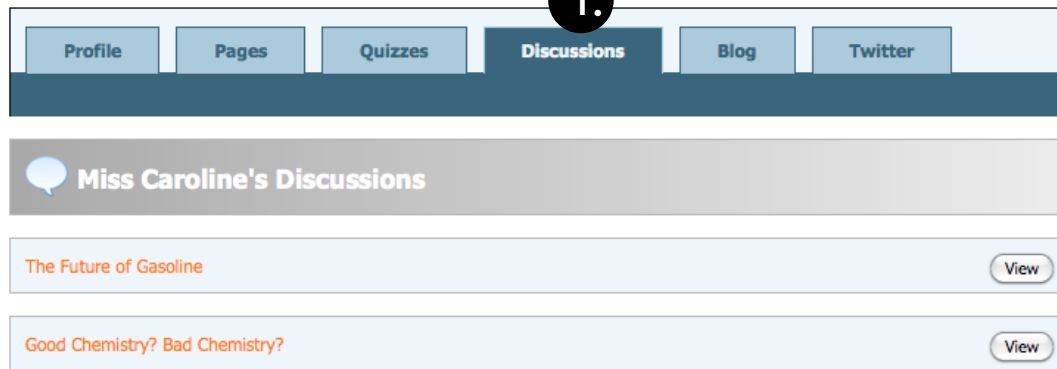 1.
Profile Pages Quizzes Discussions Blog Twitter
Miss Caroline's Discussions
The Future of Gasoline View
Good Chemistry? Bad Chemistry? View